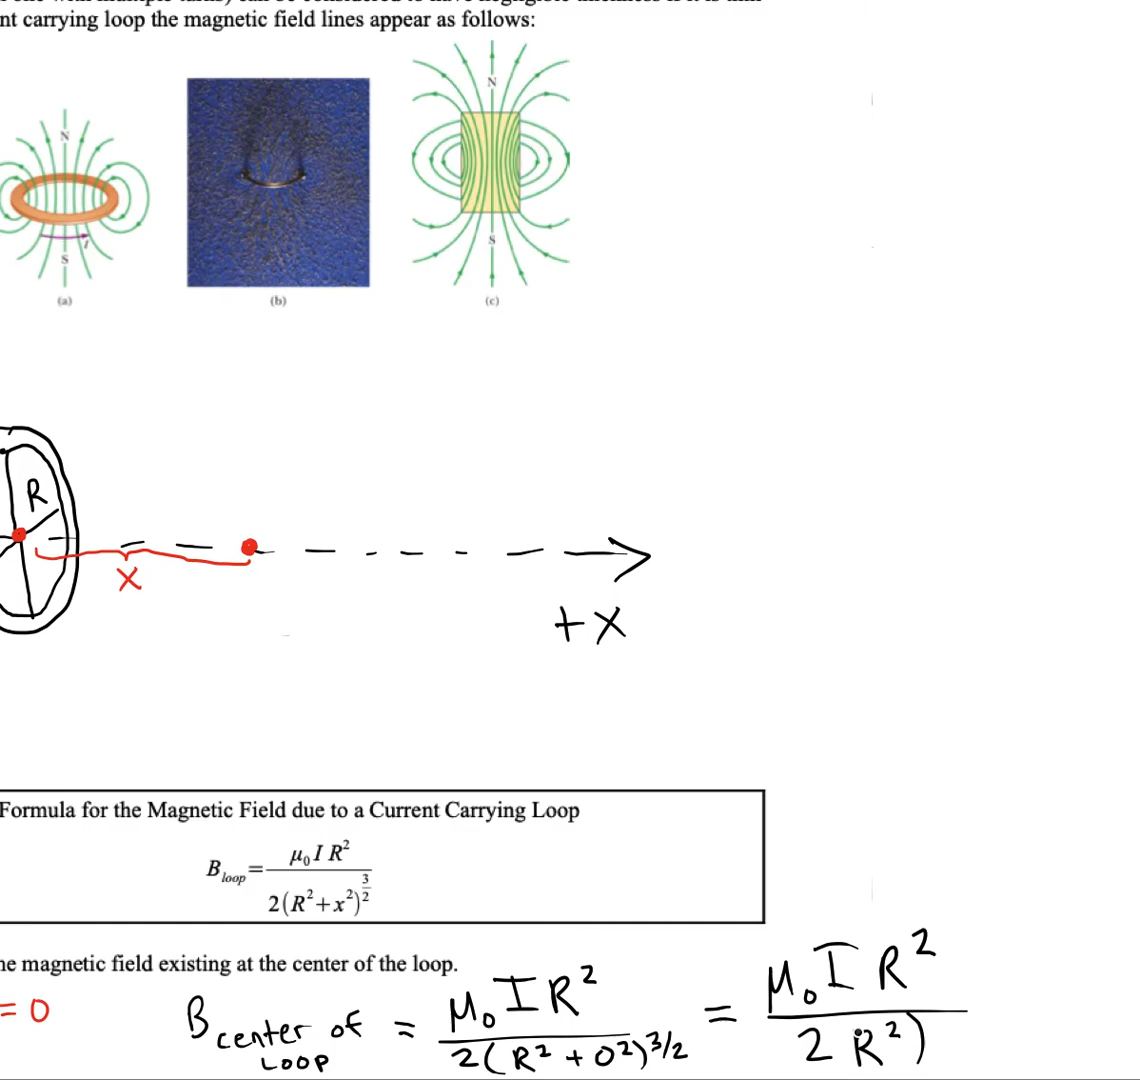 nt carrying loop the magnetic field lines appear as follows:
N
N
I
S
S
(a) (b) (c)
R
X
+X
Formula for the Magnetic Field due to a Current Carrying Loop
B_loop = μ₀ I R² / 2(R²+x²)^(3/2)
he magnetic field existing at the center of the loop.
= 0 B center of LOOP = μ₀ I R² / 2(R² + 0²)^3/2 = μ₀ I R² / 2 R²)